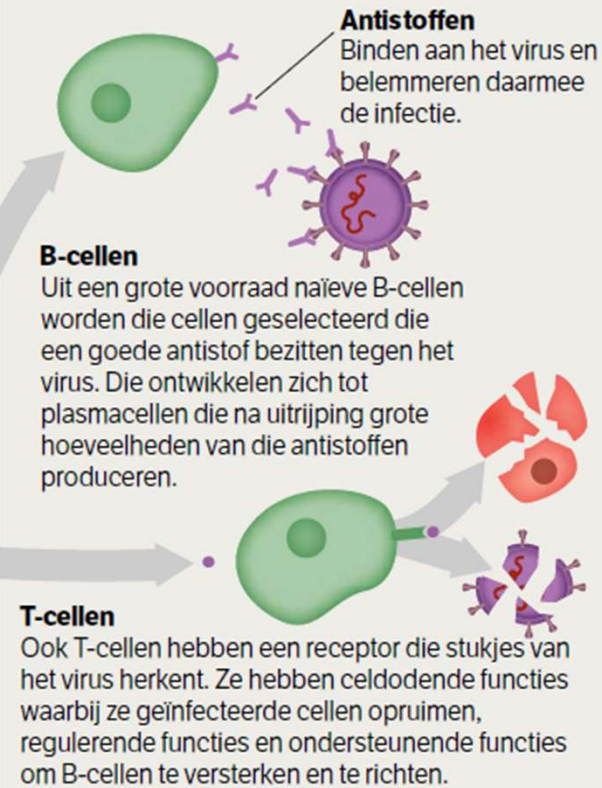 Antistoffen
Binden aan het virus en
belemmeren daarmee
de infectie.
B-cellen
Uit een grote voorraad naïeve B-cellen
worden die cellen geselecteerd die
een goede antistof bezitten tegen het
virus. Die ontwikkelen zich tot
plasmacellen die na uitrijping grote
hoeveelheden van die antistoffen
produceren.
T-cellen
Ook T-cellen hebben een receptor die stukjes van
het virus herkent. Ze hebben celdodende functies
waarbij ze geïnfecteerde cellen opruimen,
regulerende functies en ondersteunende functies
om B-cellen te versterken en te richten.